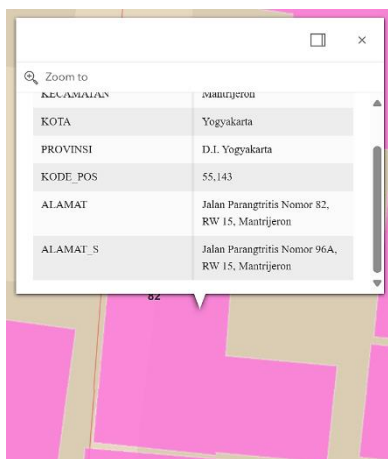 Zoom to
KECAMATAN Mantrijeron
KOTA Yogyakarta
PROVINSI D.I. Yogyakarta
KODE_POS 55,143
ALAMAT Jalan Parangtritis Nomor 82,
RW 15, Mantrijeron
ALAMAT_S Jalan Parangtritis Nomor 96A,
RW 15, Mantrijeron
82